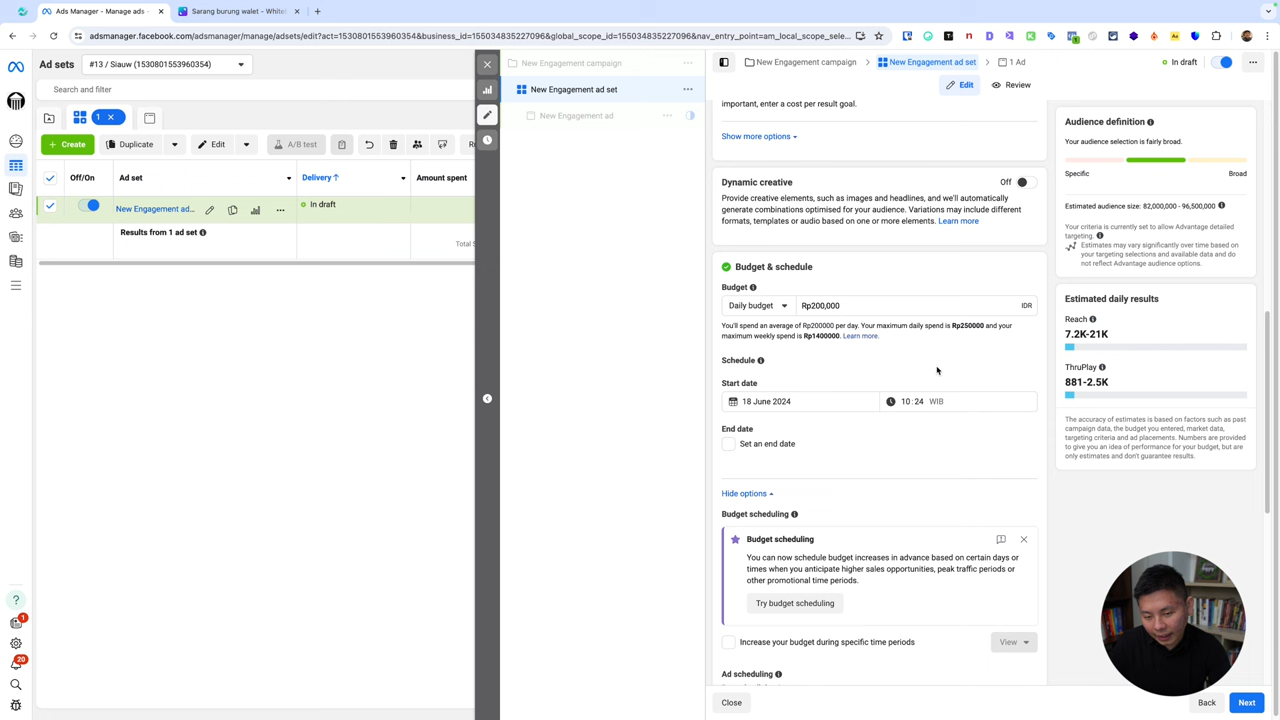 Ads Manager - Manage ads -
Sarang burung walet - Whitel
adsmanager.facebook.com/adsmanager/manage/adsets/edit?act=1530801553960354&business_id=155034835227096&global_scope_id=155034835227096&nav_entry_point=am_local_scope_sele...
Ad sets
#13 / Siauw (1530801553960354)
Search and filter
1
Create
Duplicate
Edit
A/B test
Off/On
Ad set
Delivery
Amount spent
New Engagement ad...
In draft
Results from 1 ad set
Total S
20
1
New Engagement campaign
New Engagement ad set
New Engagement ad
New Engagement campaign
New Engagement ad set
1 Ad
In draft
Edit
Review
important, enter a cost per result goal.
Show more options
Dynamic creative
Off
Provide creative elements, such as images and headlines, and we'll automatically
generate combinations optimised for your audience. Variations may include different
formats, templates or audio based on one or more elements. Learn more
Budget & schedule
Budget
Daily budget
Rp200,000
IDR
You'll spend an average of Rp200000 per day. Your maximum daily spend is Rp250000 and your
maximum weekly spend is Rp1400000. Learn more.
Schedule
Start date
18 June 2024
10:24 WIB
End date
Set an end date
Hide options
Budget scheduling
Budget scheduling
You can now schedule budget increases in advance based on certain days or
times when you anticipate higher sales opportunities, peak traffic periods or
other promotional time periods.
Try budget scheduling
Increase your budget during specific time periods
View
Ad scheduling
Close
Back
Next
Audience definition
Your audience selection is fairly broad.
Specific
Broad
Estimated audience size: 82,000,000 - 96,500,000
Your criteria is currently set to allow Advantage detailed
targeting.
Estimates may vary significantly over time based on
your targeting selections and available data and do
not reflect Advantage audience options.
Estimated daily results
Reach
7.2K-21K
ThruPlay
881-2.5K
The accuracy of estimates is based on factors such as past
campaign data, the budget you entered, market data,
targeting criteria and ad placements. Numbers are provided
to give you an idea of performance for your budget, but are
only estimates and don't guarantee results.